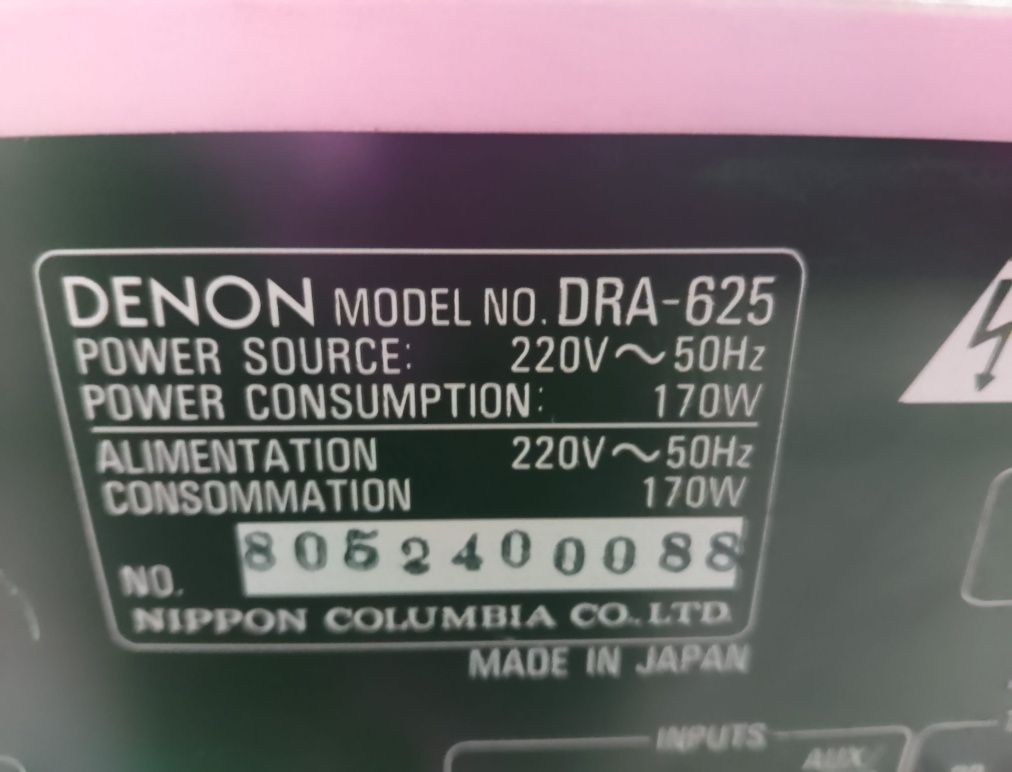 DENON MODEL NO. DRA-625
POWER SOURCE: 220V～50Hz
POWER CONSUMPTION: 170W
ALIMENTATION 220V～50Hz
CONSOMMATION 170W
NO. 8052400088
NIPPON COLUMBIA CO., LTD.
MADE IN JAPAN
INPUTS
AUX/